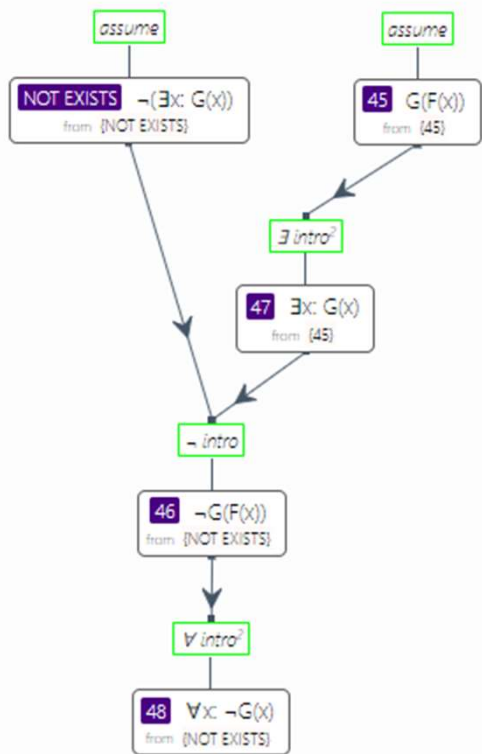 assume
assume
NOT EXISTS ¬(∃x: G(x))
from {NOT EXISTS}
45 G(F(x))
from {45}
∃ intro²
47 ∃x: G(x)
from {45}
¬ intro
46 ¬G(F(x))
from {NOT EXISTS}
∀ intro²
48 ∀x: ¬G(x)
from {NOT EXISTS}